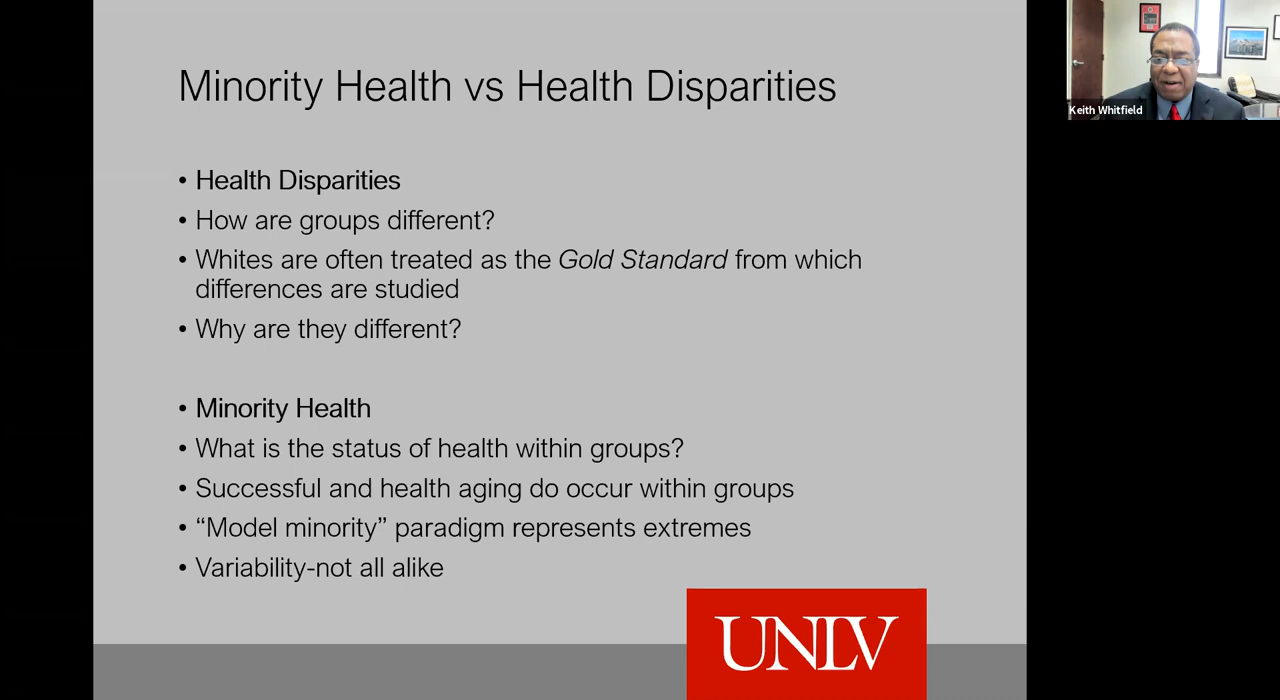 Minority Health vs Health Disparities
• Health Disparities
• How are groups different?
• Whites are often treated as the Gold Standard from which
differences are studied
• Why are they different?
• Minority Health
• What is the status of health within groups?
• Successful and health aging do occur within groups
• “Model minority” paradigm represents extremes
• Variability-not all alike
UNLV
Keith Whitfield